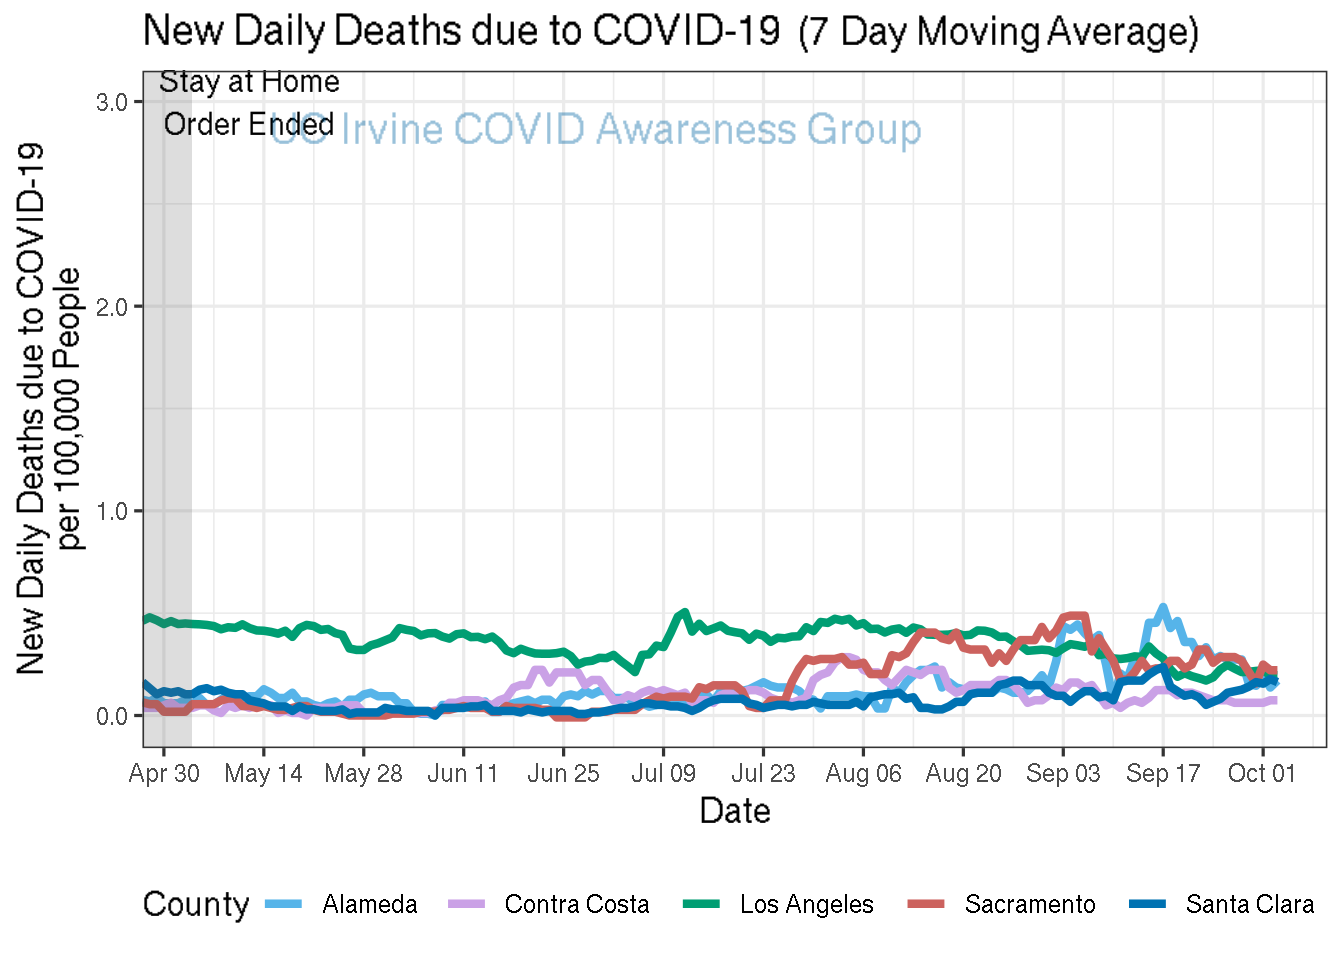 New Daily Deaths due to COVID-19 (7 Day Moving Average)
Stay at Home
Order Ended
UC Irvine COVID Awareness Group
New Daily Deaths due to COVID-19
per 100,000 People
3.0
2.0
1.0
0.0
Apr 30 May 14 May 28 Jun 11 Jun 25 Jul 09 Jul 23 Aug 06 Aug 20 Sep 03 Sep 17 Oct 01
Date
County Alameda Contra Costa Los Angeles Sacramento Santa Clara